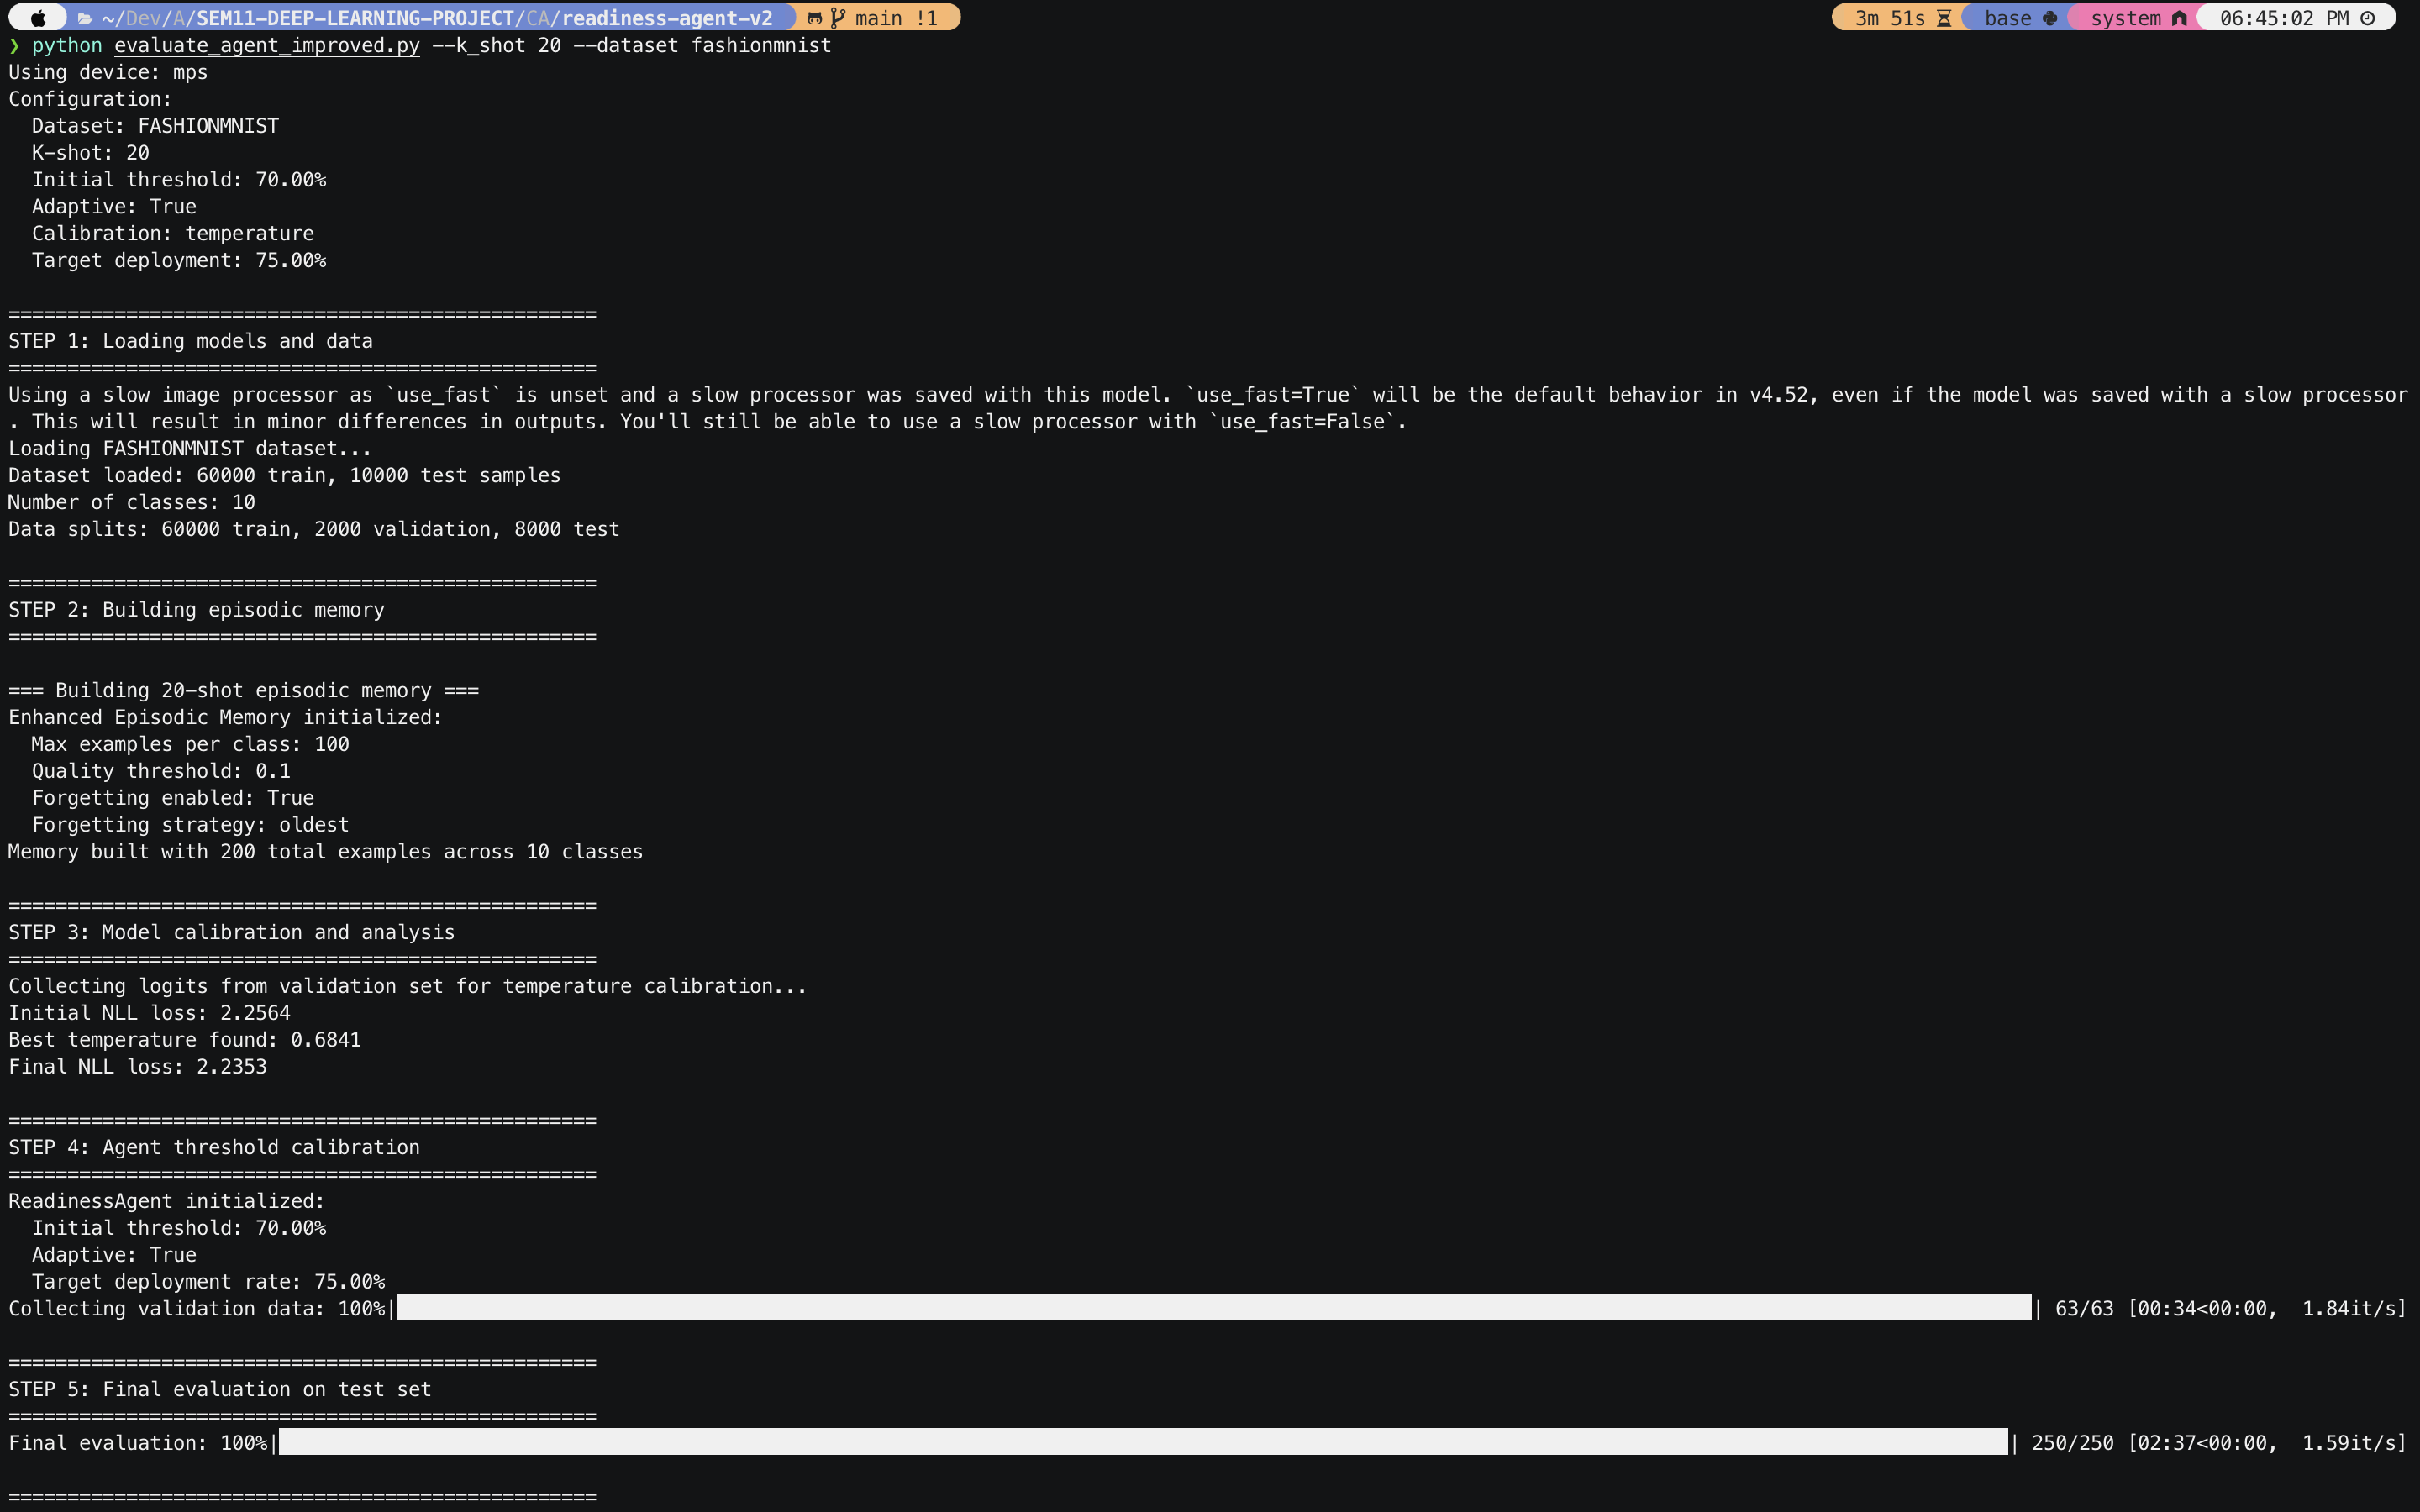 ~/Dev/A/SEM11-DEEP-LEARNING-PROJECT/CA/readiness-agent-v2 main !1 3m 51s base system 06:45:02 PM
❯ python evaluate_agent_improved.py --k_shot 20 --dataset fashionmnist
Using device: mps
Configuration:
  Dataset: FASHIONMNIST
  K-shot: 20
  Initial threshold: 70.00%
  Adaptive: True
  Calibration: temperature
  Target deployment: 75.00%

==================================================
STEP 1: Loading models and data
==================================================
Using a slow image processor as `use_fast` is unset and a slow processor was saved with this model. `use_fast=True` will be the default behavior in v4.52, even if the model was saved with a slow processor
. This will result in minor differences in outputs. You'll still be able to use a slow processor with `use_fast=False`.
Loading FASHIONMNIST dataset...
Dataset loaded: 60000 train, 10000 test samples
Number of classes: 10
Data splits: 60000 train, 2000 validation, 8000 test

==================================================
STEP 2: Building episodic memory
==================================================

=== Building 20-shot episodic memory ===
Enhanced Episodic Memory initialized:
  Max examples per class: 100
  Quality threshold: 0.1
  Forgetting enabled: True
  Forgetting strategy: oldest
Memory built with 200 total examples across 10 classes

==================================================
STEP 3: Model calibration and analysis
==================================================
Collecting logits from validation set for temperature calibration...
Initial NLL loss: 2.2564
Best temperature found: 0.6841
Final NLL loss: 2.2353

==================================================
STEP 4: Agent threshold calibration
==================================================
ReadinessAgent initialized:
  Initial threshold: 70.00%
  Adaptive: True
  Target deployment rate: 75.00%
Collecting validation data: 100%| | 63/63 [00:34<00:00,  1.84it/s]

==================================================
STEP 5: Final evaluation on test set
==================================================
Final evaluation: 100%| | 250/250 [02:37<00:00,  1.59it/s]

==================================================